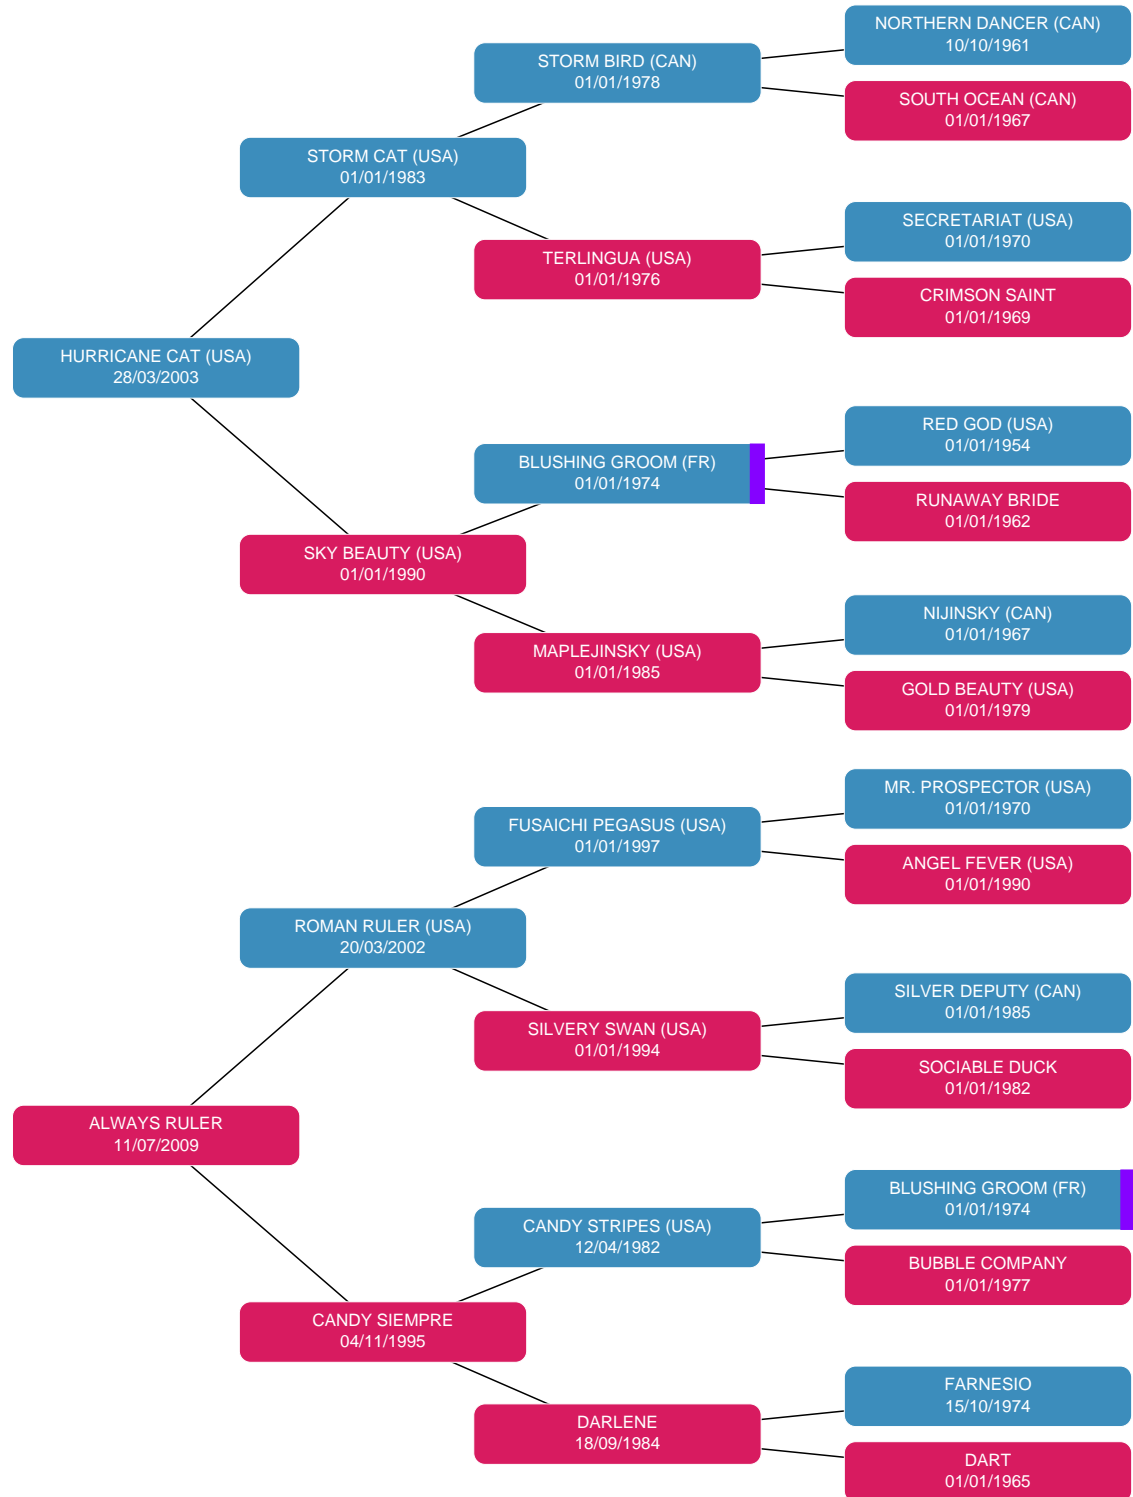 NORTHERN DANCER (CAN)
10/10/1961
STORM BIRD (CAN)
01/01/1978
SOUTH OCEAN (CAN)
01/01/1967
STORM CAT (USA)
01/01/1983
SECRETARIAT (USA)
01/01/1970
TERLINGUA (USA)
01/01/1976
CRIMSON SAINT
01/01/1969
HURRICANE CAT (USA)
28/03/2003
RED GOD (USA)
01/01/1954
BLUSHING GROOM (FR)
01/01/1974
RUNAWAY BRIDE
01/01/1962
SKY BEAUTY (USA)
01/01/1990
NIJINSKY (CAN)
01/01/1967
MAPLEJINSKY (USA)
01/01/1985
GOLD BEAUTY (USA)
01/01/1979
MR. PROSPECTOR (USA)
01/01/1970
FUSAICHI PEGASUS (USA)
01/01/1997
ANGEL FEVER (USA)
01/01/1990
ROMAN RULER (USA)
20/03/2002
SILVER DEPUTY (CAN)
01/01/1985
SILVERY SWAN (USA)
01/01/1994
SOCIABLE DUCK
01/01/1982
ALWAYS RULER
11/07/2009
BLUSHING GROOM (FR)
01/01/1974
CANDY STRIPES (USA)
12/04/1982
BUBBLE COMPANY
01/01/1977
CANDY SIEMPRE
04/11/1995
FARNESIO
15/10/1974
DARLENE
18/09/1984
DART
01/01/1965